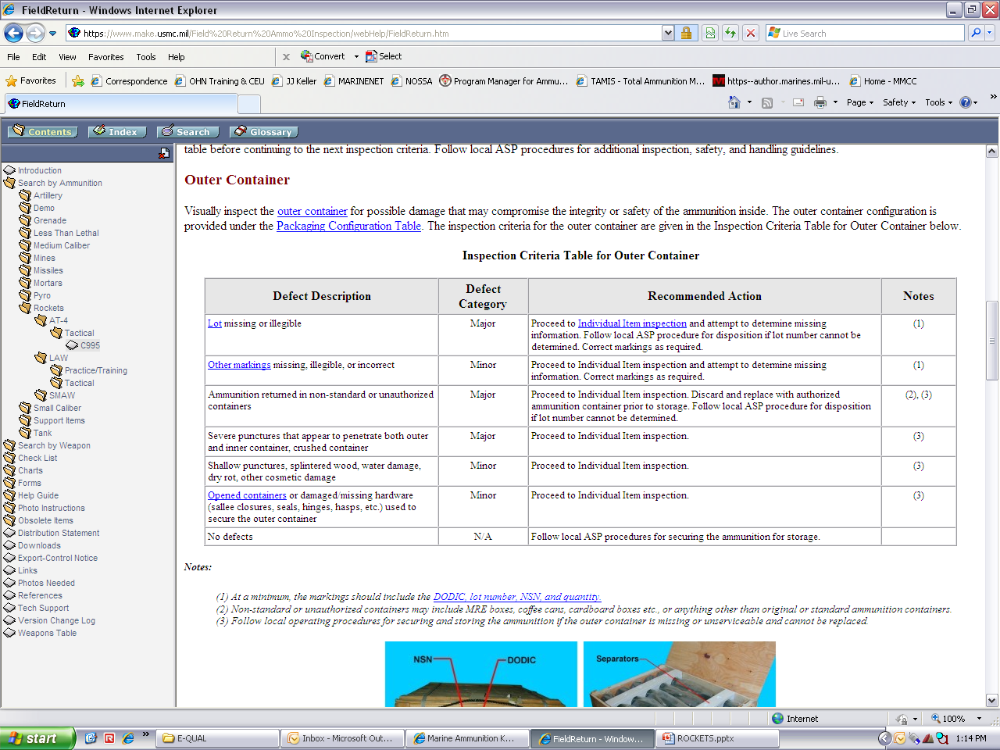 FieldReturn - Windows Internet Explorer
https://www.make.usmc.mil/Field%20Return%20Ammo%20Inspection/webHelp/FieldReturn.htm
Live Search
File Edit View Favorites Tools Help
x Convert Select
Favorites Correspondence OHN Training & CEU JJ Keller MARINENET NOSSA Program Manager for Ammu... TAMIS - Total Ammunition M... https--author.marines.mil-u... Home - MMCC
FieldReturn
Page Safety Tools
Contents Index Search Glossary
Introduction
Search by Ammunition
Artillery
Demo
Grenade
Less Than Lethal
Medium Caliber
Mines
Missiles
Mortars
Pyro
Rockets
AT-4
Tactical
C995
LAW
Practice/Training
Tactical
SMAW
Small Caliber
Support Items
Tank
Search by Weapon
Check List
Charts
Forms
Help Guide
Photo Instructions
Obsolete Items
Distribution Statement
Downloads
Export-Control Notice
Links
Photos Needed
References
Tech Support
Version Change Log
Weapons Table
table before continuing to the next inspection criteria. Follow local ASP procedures for additional inspection, safety, and handling guidelines.
Outer Container
Visually inspect the outer container for possible damage that may compromise the integrity or safety of the ammunition inside. The outer container configuration is
provided under the Packaging Configuration Table. The inspection criteria for the outer container are given in the Inspection Criteria Table for Outer Container below.
Inspection Criteria Table for Outer Container
Defect Description
Defect
Category
Recommended Action
Notes
Lot missing or illegible
Major
Proceed to Individual Item inspection and attempt to determine missing
information. Follow local ASP procedure for disposition if lot number cannot be
determined. Correct markings as required.
(1)
Other markings missing, illegible, or incorrect
Minor
Proceed to Individual Item inspection and attempt to determine missing
information. Correct markings as required.
(1)
Ammunition returned in non-standard or unauthorized
containers
Major
Proceed to Individual Item inspection. Discard and replace with authorized
ammunition container prior to storage. Follow local ASP procedure for disposition
if lot number cannot be determined.
(2), (3)
Severe punctures that appear to penetrate both outer
and inner container, crushed container
Major
Proceed to Individual Item inspection.
(3)
Shallow punctures, splintered wood, water damage,
dry rot, other cosmetic damage
Minor
Proceed to Individual Item inspection.
(3)
Opened containers or damaged/missing hardware
(sallee closures, seals, hinges, hasps, etc.) used to
secure the outer container
Minor
Proceed to Individual Item inspection.
(3)
No defects
N/A
Follow local ASP procedures for securing the ammunition for storage.
Notes:
(1) At a minimum, the markings should include the DODIC, lot number, NSN, and quantity.
(2) Non-standard or unauthorized containers may include MRE boxes, coffee cans, cardboard boxes etc., or anything other than original or standard ammunition containers.
(3) Follow local operating procedures for securing and storing the ammunition if the outer container is missing or unserviceable and cannot be replaced.
NSN DODIC
Separators
Internet 100%
start E-QUAL Inbox - Microsoft Out... Marine Ammunition K... FieldReturn - Window... ROCKETS.pptx 1:14 PM